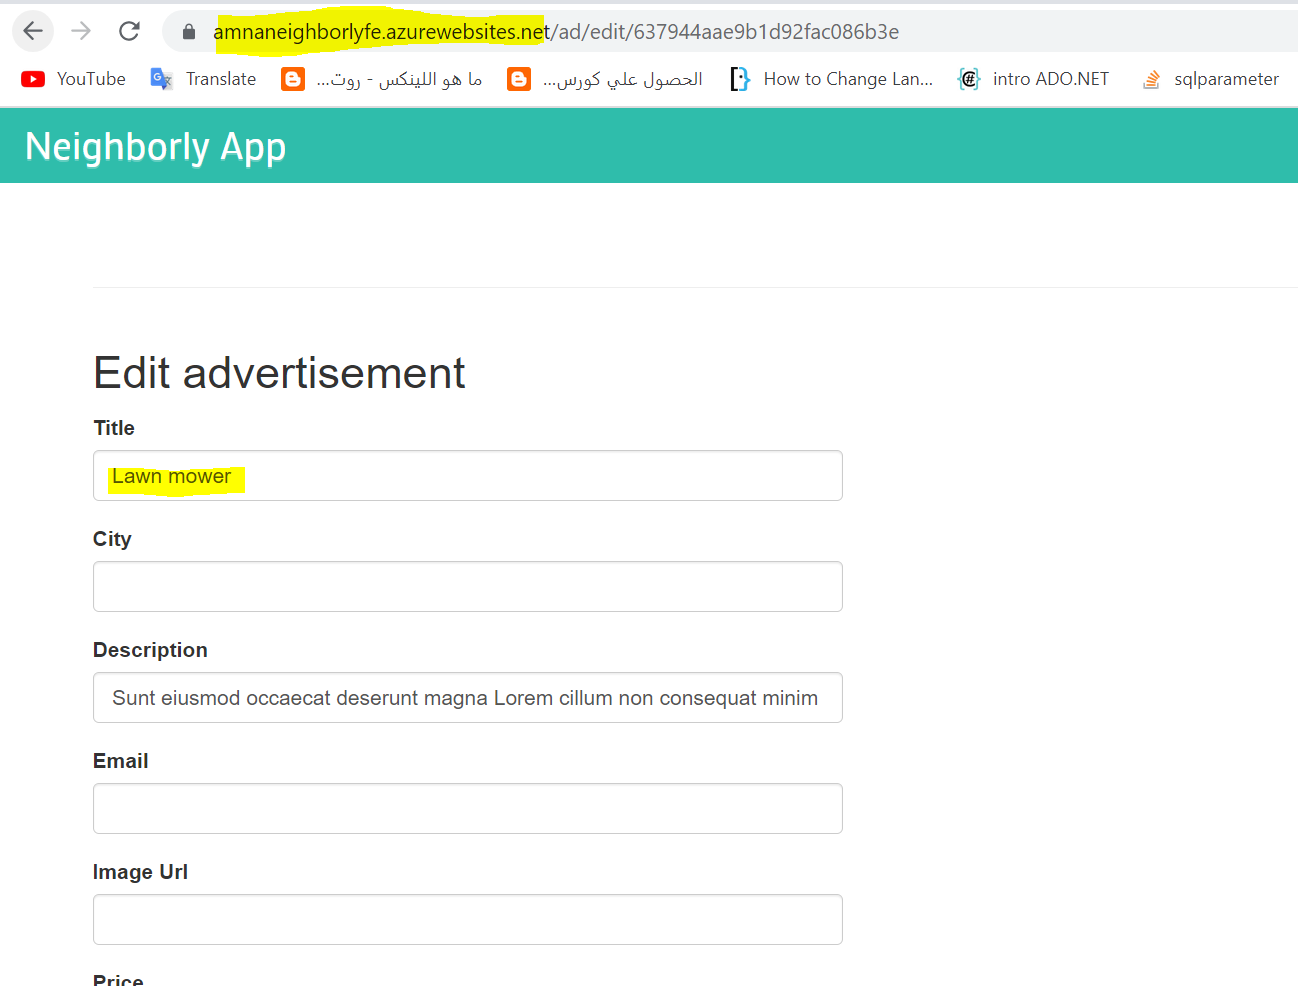 amnaneighborlyfe.azurewebsites.net/ad/edit/637944aae9b1d92fac086b3e
YouTube Translate ما هو اللينكس - روت... الحصول علي كورس... How to Change Lan... intro ADO.NET sqlparameter
Neighborly App
Edit advertisement
Title
Lawn mower
City
Description
Sunt eiusmod occaecat deserunt magna Lorem cillum non consequat minim
Email
Image Url
Price